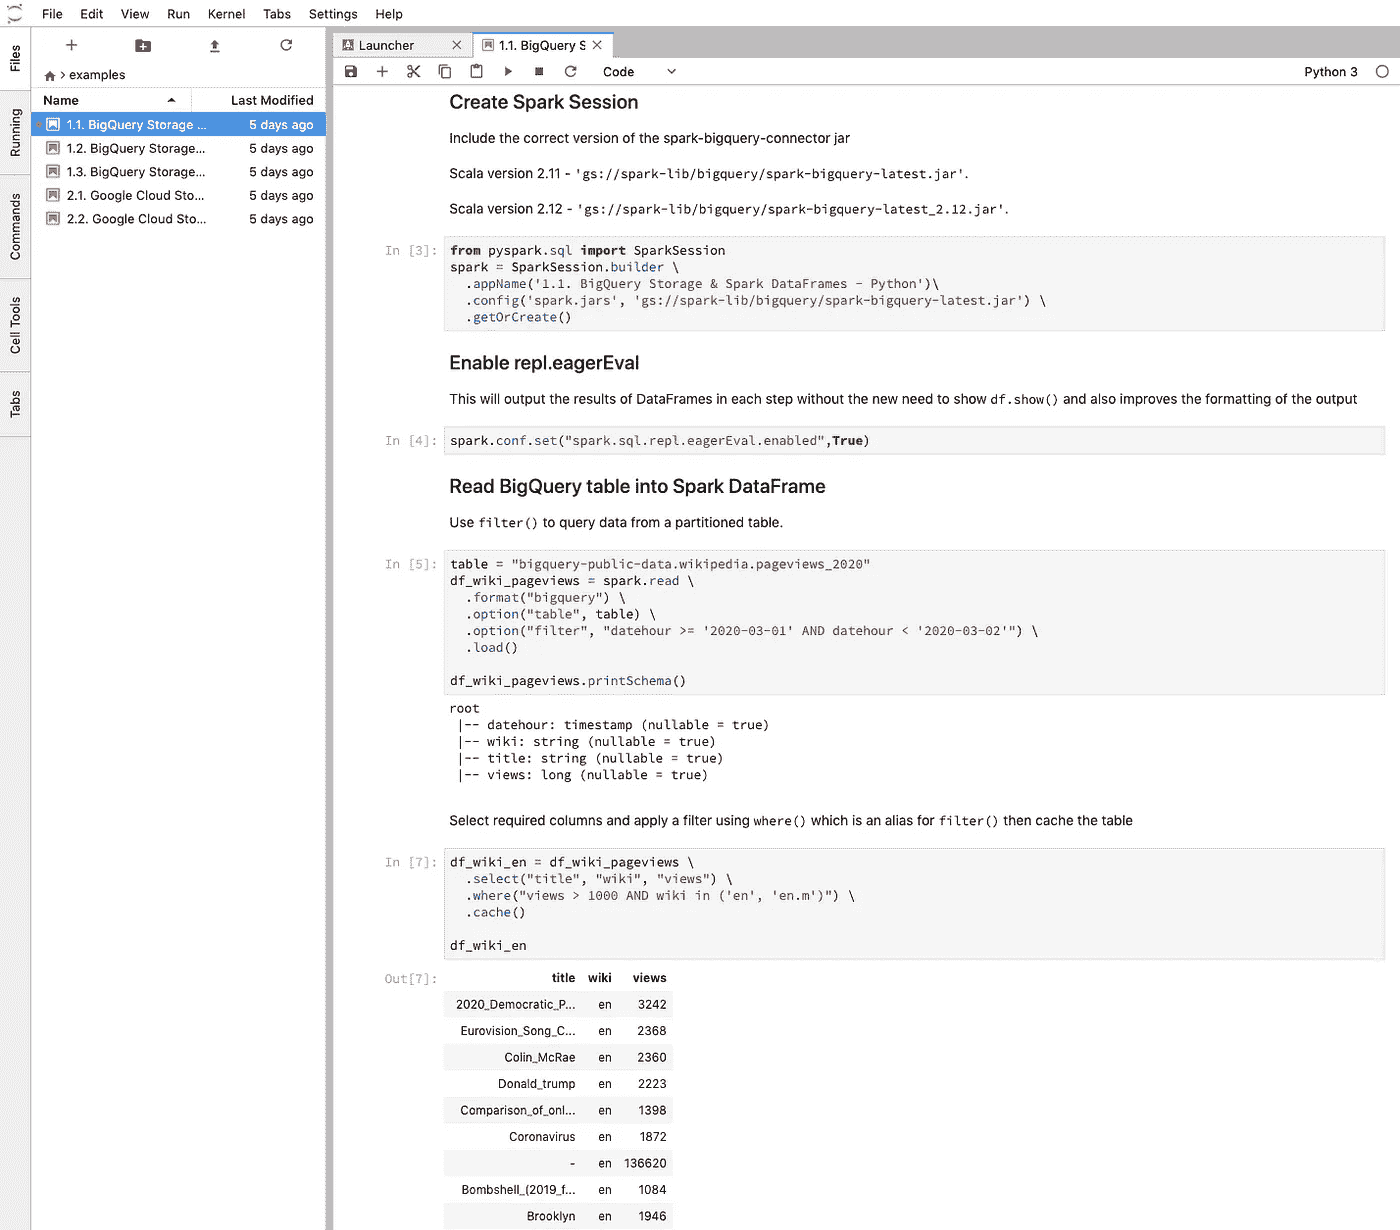 File Edit View Run Kernel Tabs Settings Help
Files
Running
Commands
Cell Tools
Tabs
examples
Name Last Modified
1.1. BigQuery Storage ... 5 days ago
1.2. BigQuery Storage... 5 days ago
1.3. BigQuery Storage... 5 days ago
2.1. Google Cloud Sto... 5 days ago
2.2. Google Cloud Sto... 5 days ago
Launcher
1.1. BigQuery S
Code
Python 3
Create Spark Session
Include the correct version of the spark-bigquery-connector jar
Scala version 2.11 - 'gs://spark-lib/bigquery/spark-bigquery-latest.jar'.
Scala version 2.12 - 'gs://spark-lib/bigquery/spark-bigquery-latest_2.12.jar'.
In [3]: from pyspark.sql import SparkSession
spark = SparkSession.builder \
.appName('1.1. BigQuery Storage & Spark DataFrames - Python')\
.config('spark.jars', 'gs://spark-lib/bigquery/spark-bigquery-latest.jar') \
.getOrCreate()
Enable repl.eagerEval
This will output the results of DataFrames in each step without the new need to show df.show() and also improves the formatting of the output
In [4]: spark.conf.set("spark.sql.repl.eagerEval.enabled",True)
Read BigQuery table into Spark DataFrame
Use filter() to query data from a partitioned table.
In [5]: table = "bigquery-public-data.wikipedia.pageviews_2020"
df_wiki_pageviews = spark.read \
.format("bigquery") \
.option("table", table) \
.option("filter", "datehour >= '2020-03-01' AND datehour < '2020-03-02'") \
.load()
df_wiki_pageviews.printSchema()
root
|-- datehour: timestamp (nullable = true)
|-- wiki: string (nullable = true)
|-- title: string (nullable = true)
|-- views: long (nullable = true)
Select required columns and apply a filter using where() which is an alias for filter() then cache the table
In [7]: df_wiki_en = df_wiki_pageviews \
.select("title", "wiki", "views") \
.where("views > 1000 AND wiki in ('en', 'en.m')") \
.cache()
df_wiki_en
Out[7]: title wiki views
2020_Democratic_P... en 3242
Eurovision_Song_C... en 2368
Colin_McRae en 2360
Donald_trump en 2223
Comparison_of_onl... en 1398
Coronavirus en 1872
- en 136620
Bombshell_(2019_f... en 1084
Brooklyn en 1946